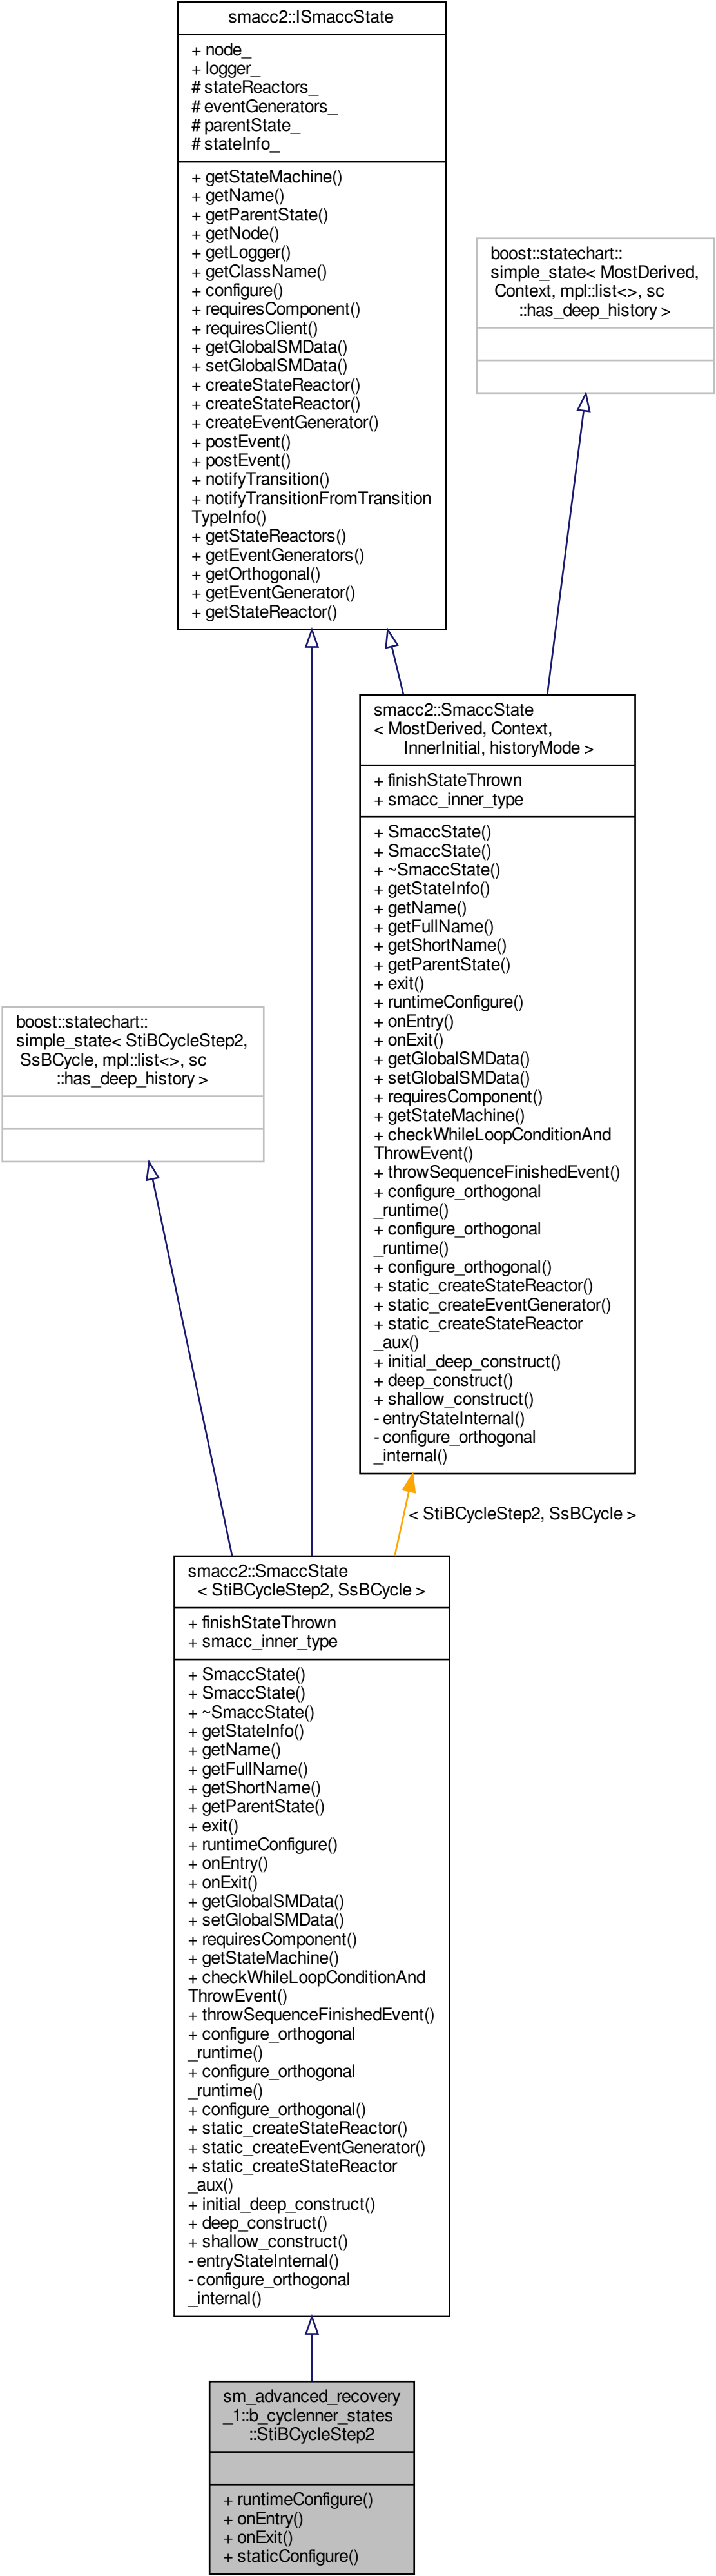 smacc2::ISmaccState
+ node_
+ logger_
# stateReactors_
# eventGenerators_
# parentState_
# stateInfo_
+ getStateMachine()
+ getName()
+ getParentState()
+ getNode()
+ getLogger()
+ getClassName()
+ configure()
+ requiresComponent()
+ requiresClient()
+ getGlobalSMData()
+ setGlobalSMData()
+ createStateReactor()
+ createStateReactor()
+ createEventGenerator()
+ postEvent()
+ postEvent()
+ notifyTransition()
+ notifyTransitionFromTransition
TypeInfo()
+ getStateReactors()
+ getEventGenerators()
+ getOrthogonal()
+ getEventGenerator()
+ getStateReactor()
boost::statechart::
simple_state< MostDerived,
Context, mpl::list<>, sc
::has_deep_history >
smacc2::SmaccState
< MostDerived, Context,
InnerInitial, historyMode >
+ finishStateThrown
+ smacc_inner_type
+ SmaccState()
+ SmaccState()
+ ~SmaccState()
+ getStateInfo()
+ getName()
+ getFullName()
+ getShortName()
+ getParentState()
+ exit()
+ runtimeConfigure()
+ onEntry()
+ onExit()
+ getGlobalSMData()
+ setGlobalSMData()
+ requiresComponent()
+ getStateMachine()
+ checkWhileLoopConditionAnd
ThrowEvent()
+ throwSequenceFinishedEvent()
+ configure_orthogonal
_runtime()
+ configure_orthogonal
_runtime()
+ configure_orthogonal()
+ static_createStateReactor()
+ static_createEventGenerator()
+ static_createStateReactor
_aux()
+ initial_deep_construct()
+ deep_construct()
+ shallow_construct()
- entryStateInternal()
- configure_orthogonal
_internal()
boost::statechart::
simple_state< StiBCycleStep2,
SsBCycle, mpl::list<>, sc
::has_deep_history >
< StiBCycleStep2, SsBCycle >
smacc2::SmaccState
< StiBCycleStep2, SsBCycle >
+ finishStateThrown
+ smacc_inner_type
+ SmaccState()
+ SmaccState()
+ ~SmaccState()
+ getStateInfo()
+ getName()
+ getFullName()
+ getShortName()
+ getParentState()
+ exit()
+ runtimeConfigure()
+ onEntry()
+ onExit()
+ getGlobalSMData()
+ setGlobalSMData()
+ requiresComponent()
+ getStateMachine()
+ checkWhileLoopConditionAnd
ThrowEvent()
+ throwSequenceFinishedEvent()
+ configure_orthogonal
_runtime()
+ configure_orthogonal
_runtime()
+ configure_orthogonal()
+ static_createStateReactor()
+ static_createEventGenerator()
+ static_createStateReactor
_aux()
+ initial_deep_construct()
+ deep_construct()
+ shallow_construct()
- entryStateInternal()
- configure_orthogonal
_internal()
sm_advanced_recovery
_1::b_cyclenner_states
::StiBCycleStep2
+ runtimeConfigure()
+ onEntry()
+ onExit()
+ staticConfigure()